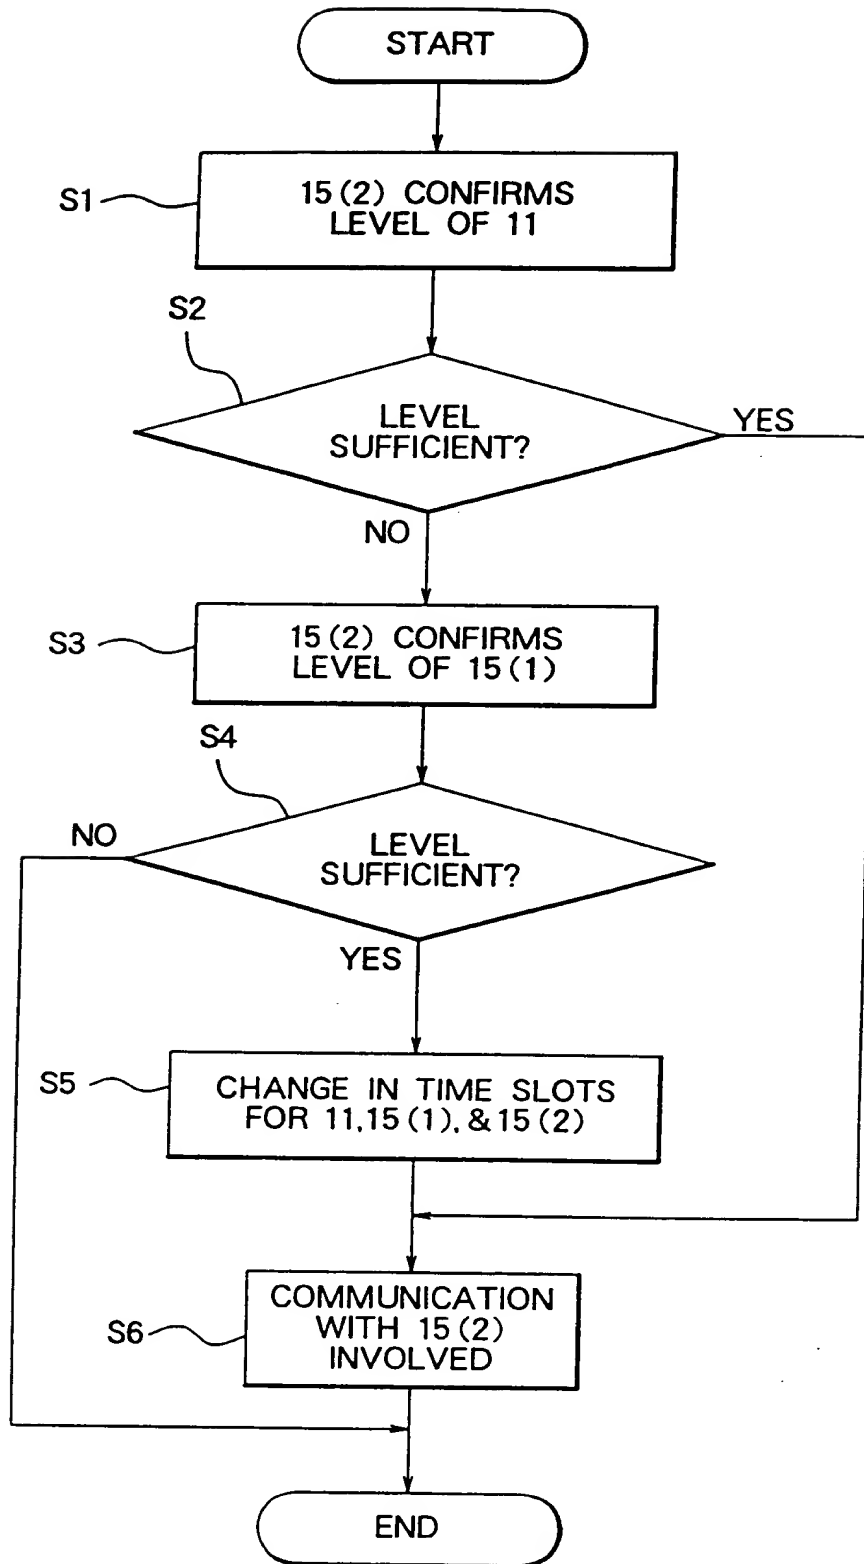 START
S1
15(2) CONFIRMS
LEVEL OF 11
S2
LEVEL
SUFFICIENT?
YES
NO
S3
15(2) CONFIRMS
LEVEL OF 15(1)
S4
NO
LEVEL
SUFFICIENT?
YES
S5
CHANGE IN TIME SLOTS
FOR 11,15(1),&15(2)
S6
COMMUNICATION
WITH 15(2)
INVOLVED
END